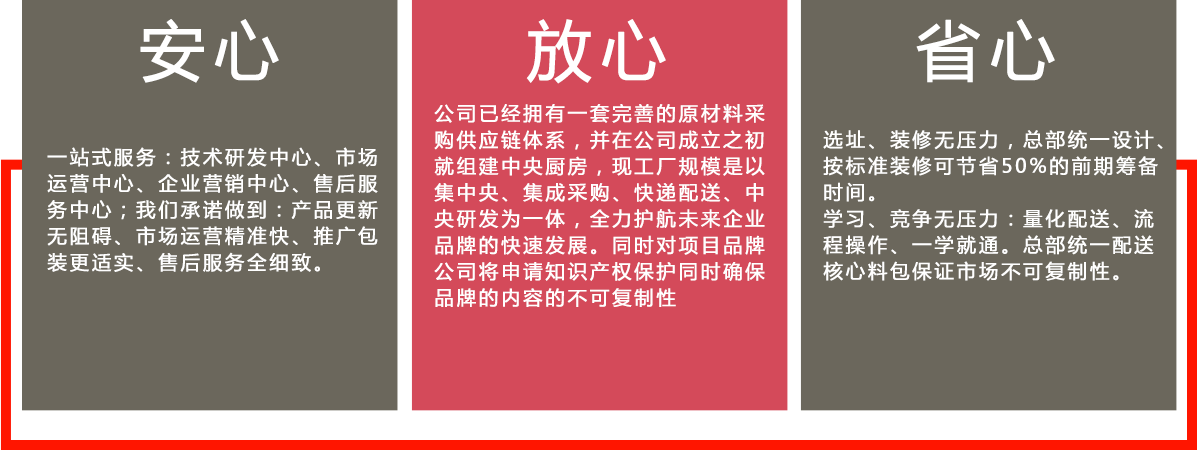 安心
一站式服务：技术研发中心、市场
运营中心、企业营销中心、售后服
务中心；我们承诺做到：产品更新
无阻碍、市场运营精准快、推广包
装更适实、售后服务全细致。
放心
公司已经拥有一套完善的原材料采
购供应链体系，并在公司成立之初
就组建中央厨房，现工厂规模是以
集中央、集成采购、快递配送、中
央研发为一体，全力护航未来企业
品牌的快速发展。同时对项目品牌
公司将申请知识产权保护同时确保
品牌的内容的不可复制性
省心
选址、装修无压力，总部统一设计、
按标准装修可节省50%的前期筹备
时间。
学习、竞争无压力：量化配送、流
程操作、一学就通。总部统一配送
核心料包保证市场不可复制性。